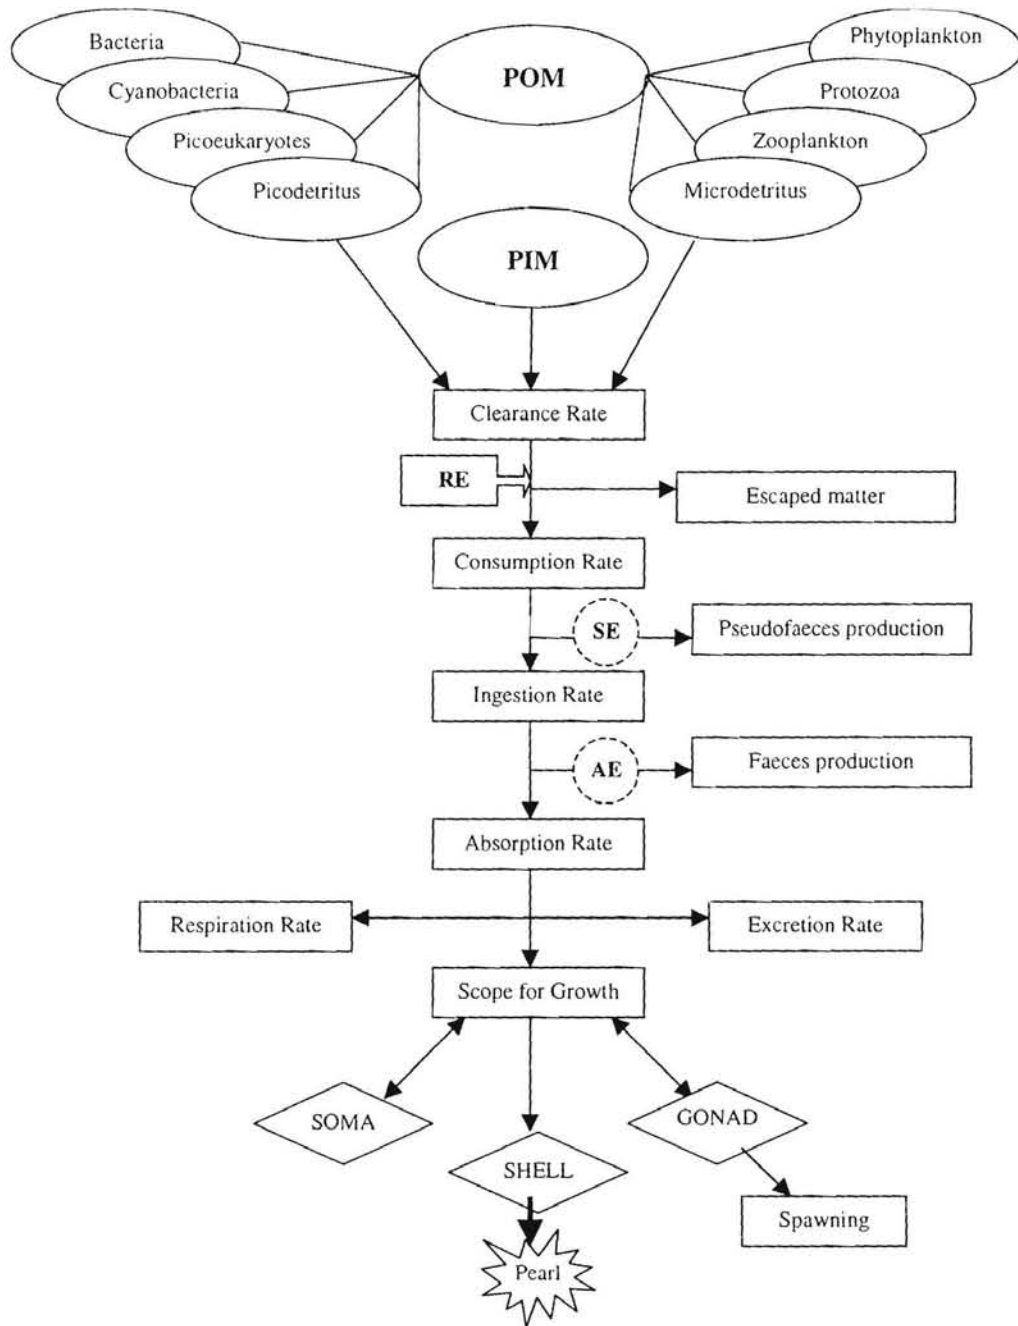 Bacteria
Cyanobacteria
Picoeukaryotes
Picodetritus
POM
Phytoplankton
Protozoa
Zooplankton
Microdetritus
PIM
Clearance Rate
RE
Escaped matter
Consumption Rate
SE
Pseudofaeces production
Ingestion Rate
AE
Faeces production
Absorption Rate
Respiration Rate
Excretion Rate
Scope for Growth
SOMA
GONAD
SHELL
Spawning
Pearl